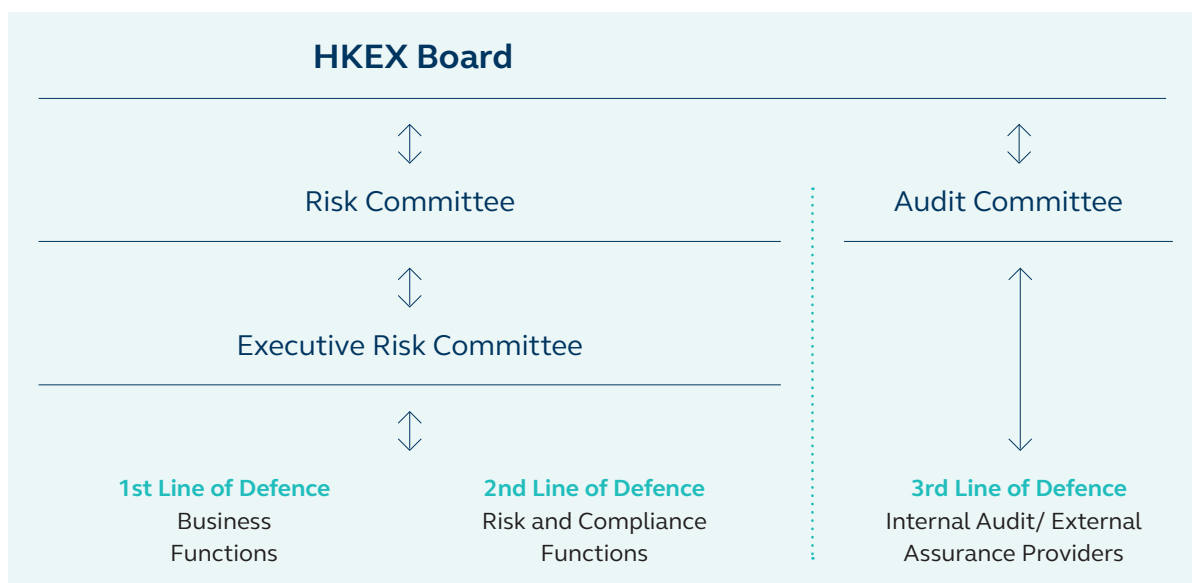 HKEX Board
Risk Committee
Audit Committee
Executive Risk Committee
1st Line of Defence
Business
Functions
2nd Line of Defence
Risk and Compliance
Functions
3rd Line of Defence
Internal Audit/ External
Assurance Providers